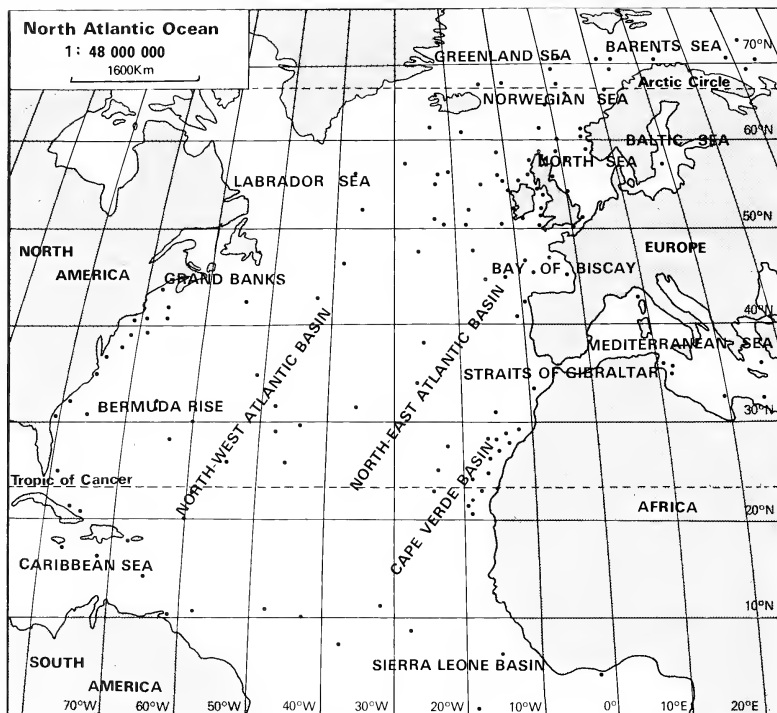 North Atlantic Ocean
1: 48 000 000
1600Km
GREENLAND SEA
BARENTS SEA
70°N
Arctic Circle
NORWEGIAN SEA
60°N
BALTIC SEA
NORTH SEA
LABRADOR SEA
50°N
NORTH
AMERICA
EUROPE
GRAND BANKS
BAY OF BISCAY
40°N
MEDITERRANEAN SEA
STRAITS OF GIBRALTAR
NORTH-WEST ATLANTIC BASIN
NORTH-EAST ATLANTIC BASIN
BERMUDA RISE
30°N
Tropic of Cancer
CAPE VERDE BASIN
AFRICA
20°N
CARIBBEAN SEA
10°N
SOUTH
AMERICA
SIERRA LEONE BASIN
70°W 60°W 50°W 40°W 30°W 20°W 10°W 0° 10°E 20°E